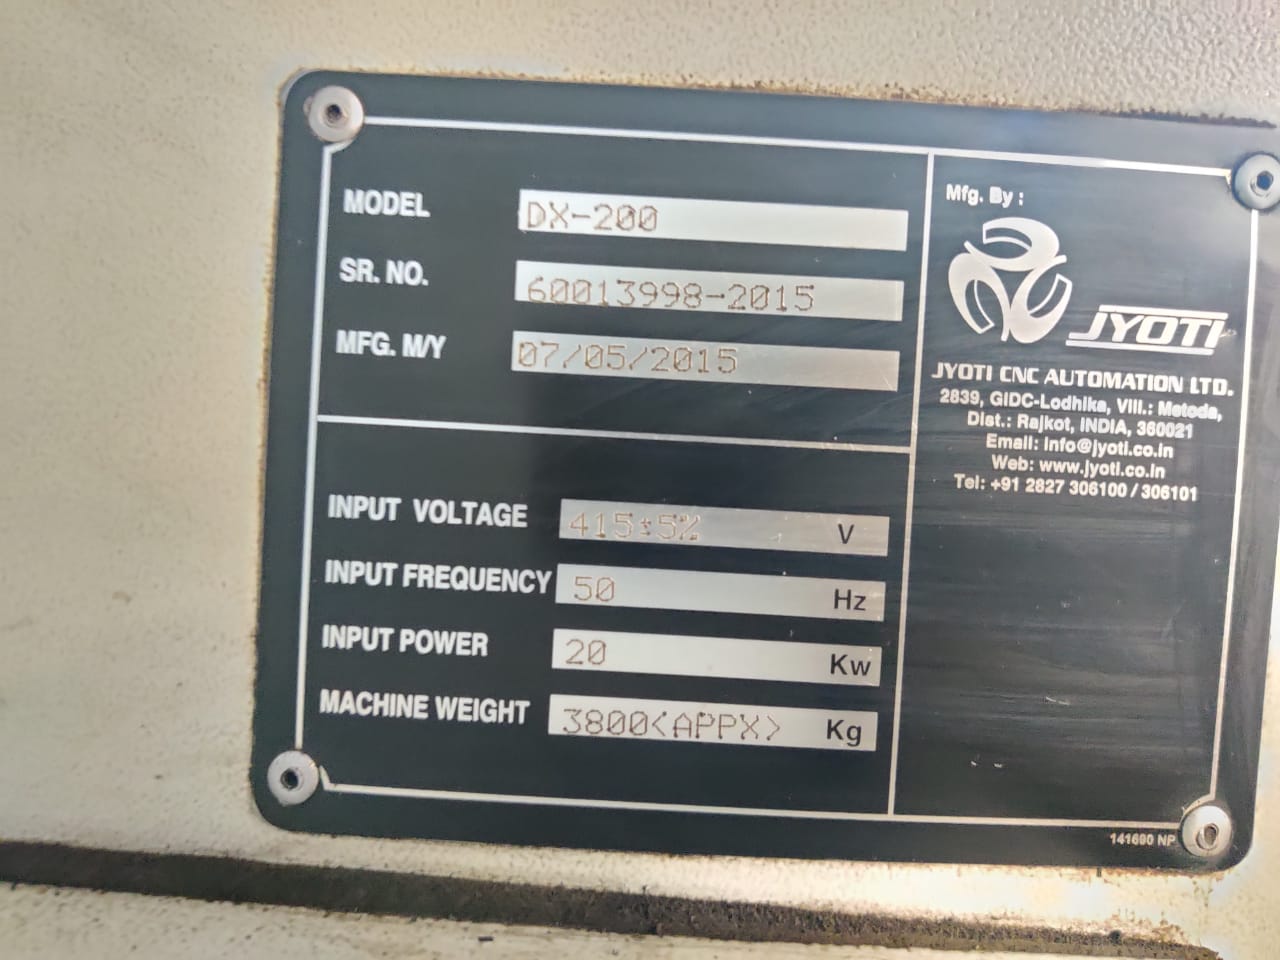 MODEL DX-200
SR. NO. 60013998-2015
MFG. M/Y 07/05/2015
INPUT VOLTAGE 415±5% V
INPUT FREQUENCY 50 Hz
INPUT POWER 20 Kw
MACHINE WEIGHT 3800<APPX> Kg
Mfg. By :
JYOTI
JYOTI CNC AUTOMATION LTD.
2839, GIDC-Lodhika, Vill.: Metoda,
Dist.: Rajkot, INDIA, 360021
Email: info@jyoti.co.in
Web: www.jyoti.co.in
Tel: +91 2827 306100 / 306101
141690 NP